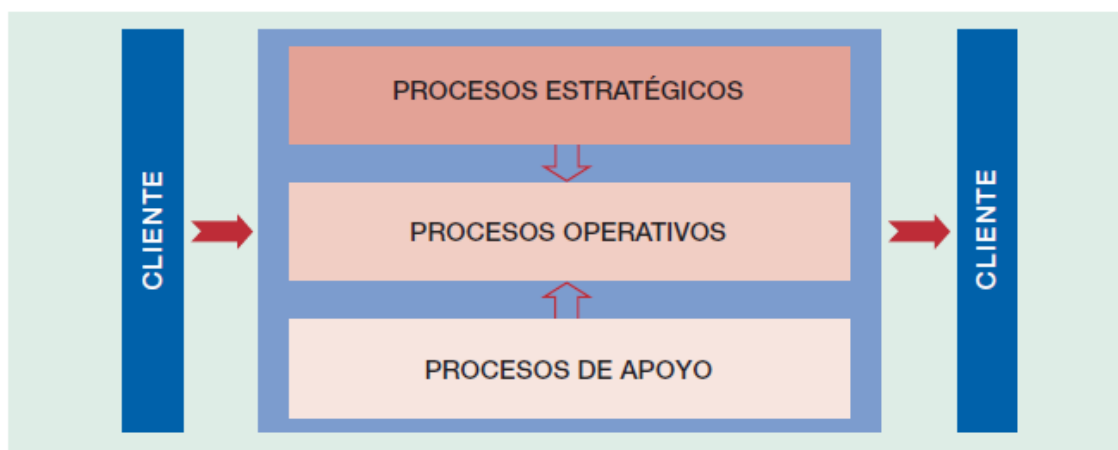 CLIENTE
PROCESOS ESTRATÉGICOS
PROCESOS OPERATIVOS
PROCESOS DE APOYO
CLIENTE